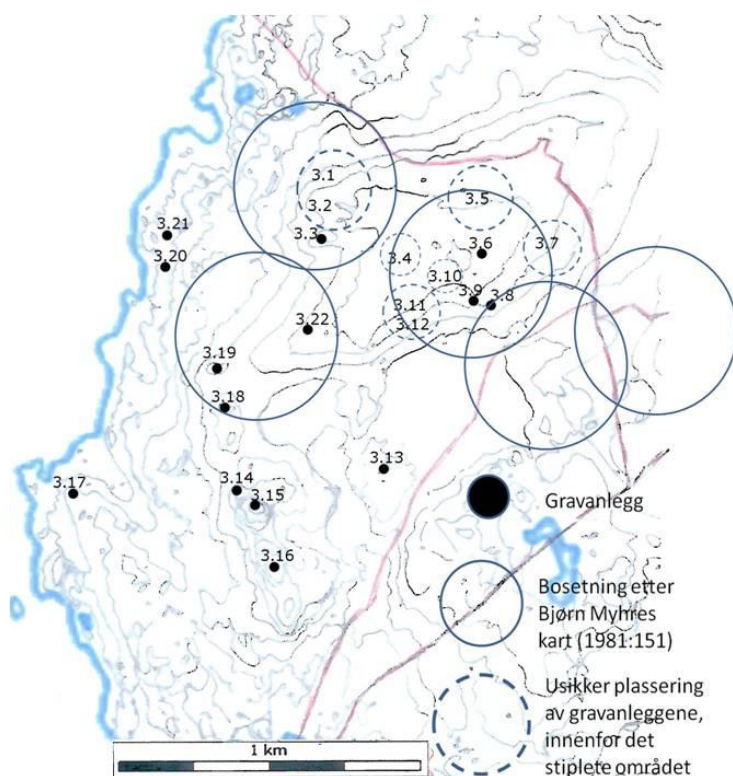 3.1
3.2
3.3
3.5
3.21
3.6
3.7
3.20
3.4
3.10
3.9
3.8
3.11
3.12
3.22
3.19
3.18
3.13
3.17
3.14
3.15
3.16
Gravanlegg
Bosetning etter
Bjørn Myhres
kart (1981:151)
Usikker plassering
av gravanleggene,
innenfor det
stiplete området
1 km